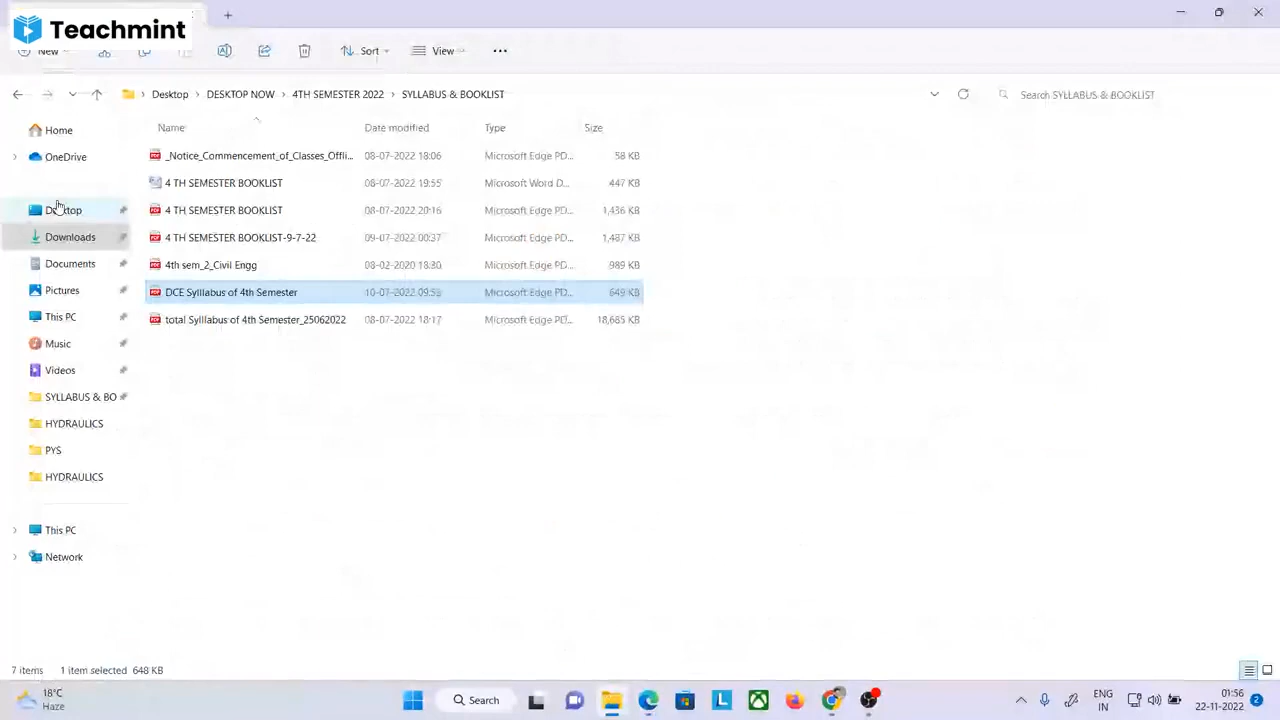 Teachmint
New
Sort
View
Desktop > DESKTOP NOW > 4TH SEMESTER 2022 > SYLLABUS & BOOKLIST
Search SYLLABUS & BOOKLIST
Name Date modified Type Size
Home
OneDrive
Desktop
Downloads
Documents
Pictures
This PC
Music
Videos
SYLLABUS & BO
HYDRAULICS
PYS
HYDRAULICS
This PC
Network
_Notice_Commencement_of_Classes_Offli... 08-07-2022 18:06 Microsoft Edge PD... 58 KB
4 TH SEMESTER BOOKLIST 08-07-2022 19:55 Microsoft Word D... 447 KB
4 TH SEMESTER BOOKLIST 08-07-2022 20:16 Microsoft Edge PD... 1,436 KB
4 TH SEMESTER BOOKLIST-9-7-22 09-07-2022 00:37 Microsoft Edge PD... 1,487 KB
4th sem_2_Civil Engg 08-02-2020 18:30 Microsoft Edge PD... 989 KB
DCE Syllabus of 4th Semester 10-07-2022 Microsoft Edge PD... 649 KB
total Syllabus of 4th Semester_25062022 08-07-2022 18:17 Microsoft Edge PD... 18,685 KB
7 items 1 item selected 648 KB
18°C
Haze
Search
ENG
IN
01:56
22-11-2022
2